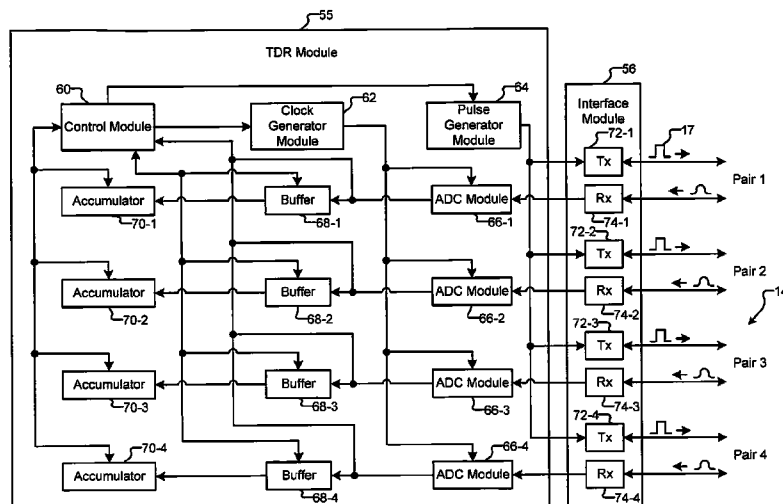 55
TDR Module
56
60
62
64
Interface
Module
Control Module
Clock
Generator
Module
Pulse
Generator
Module
72-1
17
Tx
Pair 1
Accumulator
Buffer
ADC Module
Rx
70-1
68-1
66-1
74-1
72-2
Tx
Pair 2
Accumulator
Buffer
ADC Module
Rx
70-2
68-2
66-2
74-2
14
72-3
Tx
Pair 3
Accumulator
Buffer
ADC Module
Rx
70-3
68-3
66-3
74-3
72-4
70-4
66-4
Tx
Pair 4
Accumulator
Buffer
ADC Module
Rx
68-4
74-4